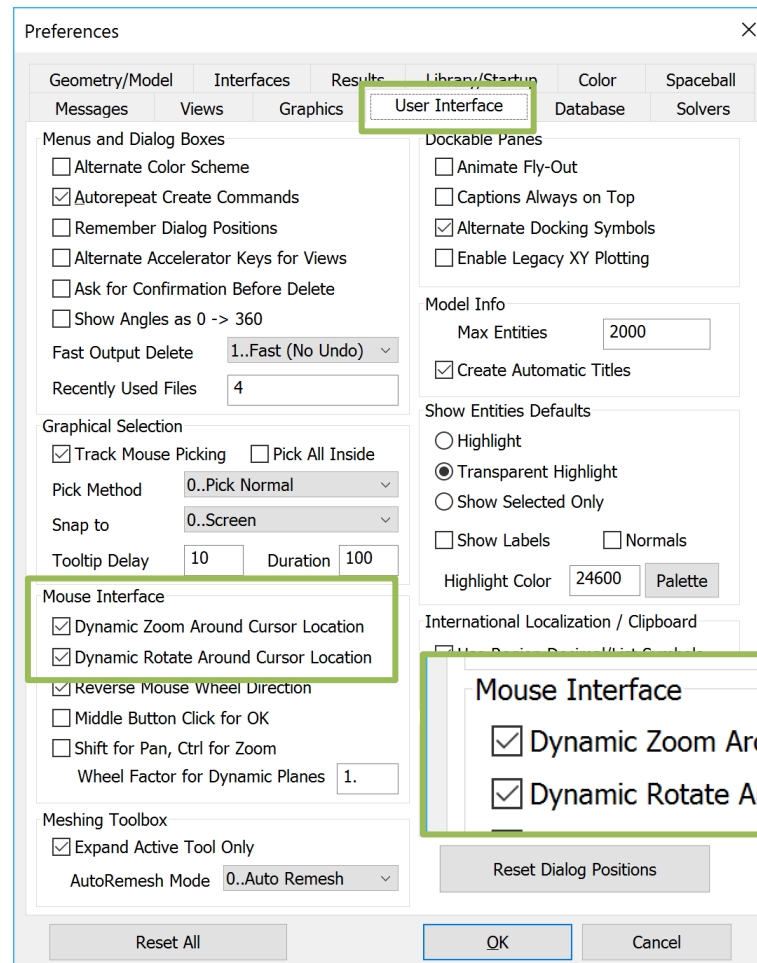 Preferences
Geometry/Model Interfaces Results Library/Startup Color Spaceball
Messages Views Graphics User Interface Database Solvers
Menus and Dialog Boxes
Alternate Color Scheme
Autorepeat Create Commands
Remember Dialog Positions
Alternate Accelerator Keys for Views
Ask for Confirmation Before Delete
Show Angles as 0 -> 360
Fast Output Delete 1..Fast (No Undo)
Recently Used Files 4
Graphical Selection
Track Mouse Picking Pick All Inside
Pick Method 0..Pick Normal
Snap to 0..Screen
Tooltip Delay 10 Duration 100
Mouse Interface
Dynamic Zoom Around Cursor Location
Dynamic Rotate Around Cursor Location
Reverse Mouse Wheel Direction
Middle Button Click for OK
Shift for Pan, Ctrl for Zoom
Wheel Factor for Dynamic Planes 1.
Meshing Toolbox
Expand Active Tool Only
AutoRemesh Mode 0..Auto Remesh
Dockable Panes
Animate Fly-Out
Captions Always on Top
Alternate Docking Symbols
Enable Legacy XY Plotting
Model Info
Max Entities 2000
Create Automatic Titles
Show Entities Defaults
Highlight
Transparent Highlight
Show Selected Only
Show Labels Normals
Highlight Color 24600 Palette
International Localization / Clipboard
Mouse Interface
Dynamic Zoom Aro
Dynamic Rotate A
Reset Dialog Positions
Reset All OK Cancel